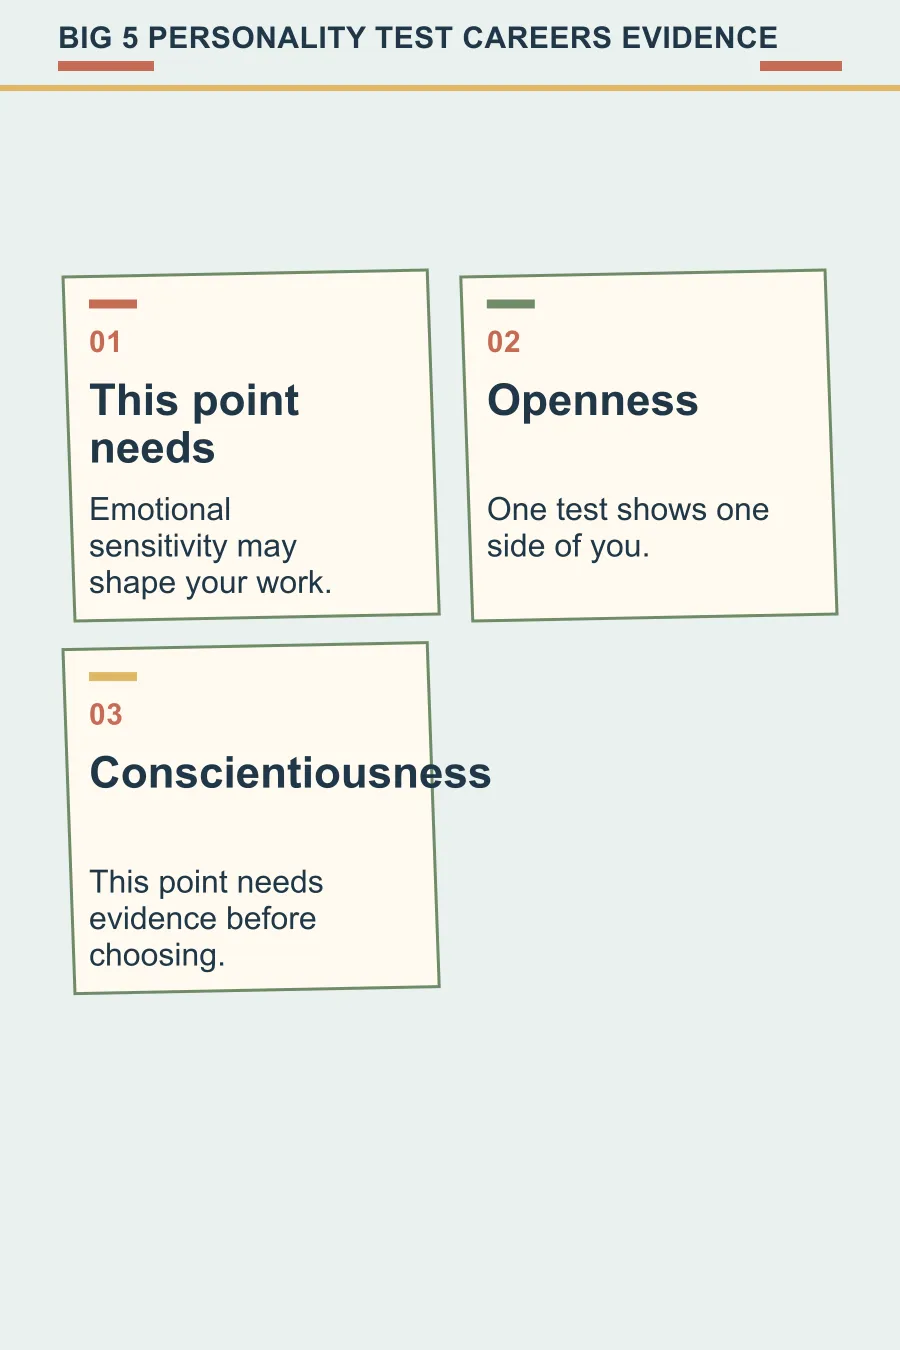 BIG 5 PERSONALITY TEST CAREERS EVIDENCE
01
This point
needs
Emotional
sensitivity may
shape your work.
02
Openness
One test shows one
side of you.
03
Conscientiousness
This point needs
evidence before
choosing.